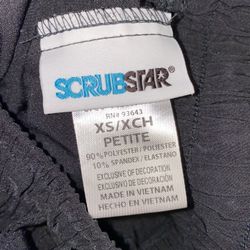 SCRUBSTAR®
RN# 93643
XS/XCH
PETITE
90% POLYESTER / POLIESTER
10% SPANDEX / ELASTANO
EXCLUSIVE OF DECORATION
EXCLUSIVO DE DECORACIÓN
MADE IN VIETNAM
HECHO EN VIETNAM